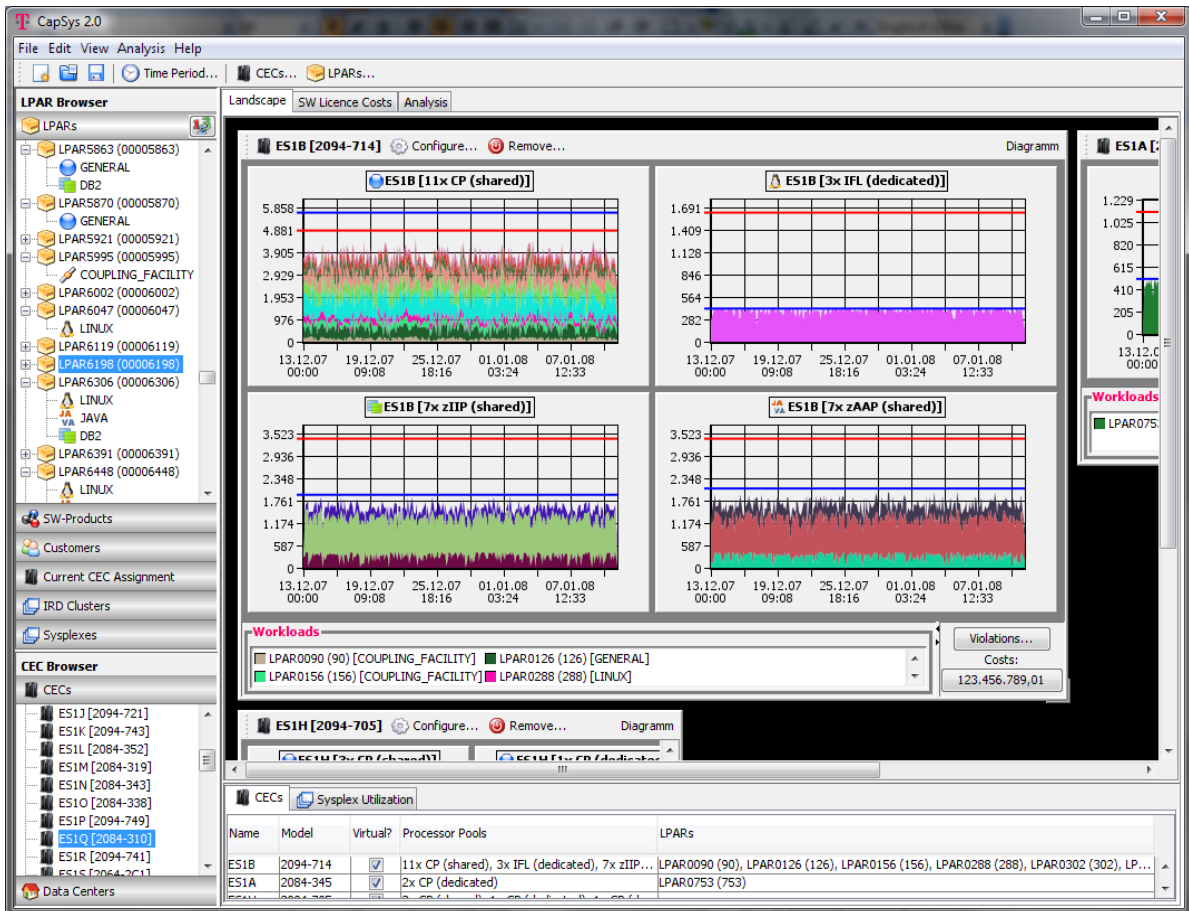 CapSys 2.0
File Edit View Analysis Help
Time Period... CECs... LPARs...
LPAR Browser
LPARs
LPAR5863 (00005863)
GENERAL
DB2
LPAR5870 (00005870)
GENERAL
LPAR5921 (00005921)
LPAR5995 (00005995)
COUPLING_FACILITY
LPAR6002 (00006002)
LPAR6047 (00006047)
LINUX
LPAR6119 (00006119)
LPAR6198 (00006198)
LPAR6306 (00006306)
LINUX
JAVA
DB2
LPAR6391 (00006391)
LPAR6448 (00006448)
LINUX
SW-Products
Customers
Current CEC Assignment
IRD Clusters
Sysplexes
CEC Browser
CECs
ES1J [2094-721]
ES1K [2094-743]
ES1L [2084-352]
ES1M [2084-319]
ES1N [2084-343]
ES1O [2084-338]
ES1P [2094-749]
ES1Q [2084-310]
ES1R [2094-741]
ES1S [2064-2C1]
Data Centers
Landscape SW Licence Costs Analysis
ES1B [2094-714] Configure... Remove... Diagramm
ES1B [11x CP (shared)]
5.858
4.881
3.905
2.929
1.953
976
0
13.12.07 19.12.07 25.12.07 01.01.08 07.01.08
00:00 09:08 18:16 03:24 12:33
ES1B [3x IFL (dedicated)]
1.691
1.409
1.128
846
564
282
0
13.12.07 19.12.07 25.12.07 01.01.08 07.01.08
00:00 09:08 18:16 03:24 12:33
ES1B [7x zIIP (shared)]
3.523
2.936
2.348
1.761
1.174
587
0
13.12.07 19.12.07 25.12.07 01.01.08 07.01.08
00:00 09:08 18:16 03:24 12:33
ES1B [7x zAAP (shared)]
3.523
2.936
2.348
1.761
1.174
587
0
13.12.07 19.12.07 25.12.07 01.01.08 07.01.08
00:00 09:08 18:16 03:24 12:33
Workloads
LPAR0090 (90) [COUPLING_FACILITY] LPAR0126 (126) [GENERAL]
LPAR0156 (156) [COUPLING_FACILITY] LPAR0288 (288) [LINUX]
Violations...
Costs:
123.456.789,01
ES1A [
1.229
1.025
820
615
410
205
0
13.12.0
00:00
Workloads
LPAR075
ES1H [2094-705] Configure... Remove... Diagramm
ES1H [2x CP (shared)] ES1H [1x CP (dedicate
CECs Sysplex Utilization
Name Model Virtual? Processor Pools LPARs
ES1B 2094-714 11x CP (shared), 3x IFL (dedicated), 7x zIIP... LPAR0090 (90), LPAR0126 (126), LPAR0156 (156), LPAR0288 (288), LPAR0302 (302), LP...
ES1A 2084-345 2x CP (dedicated) LPAR0753 (753)